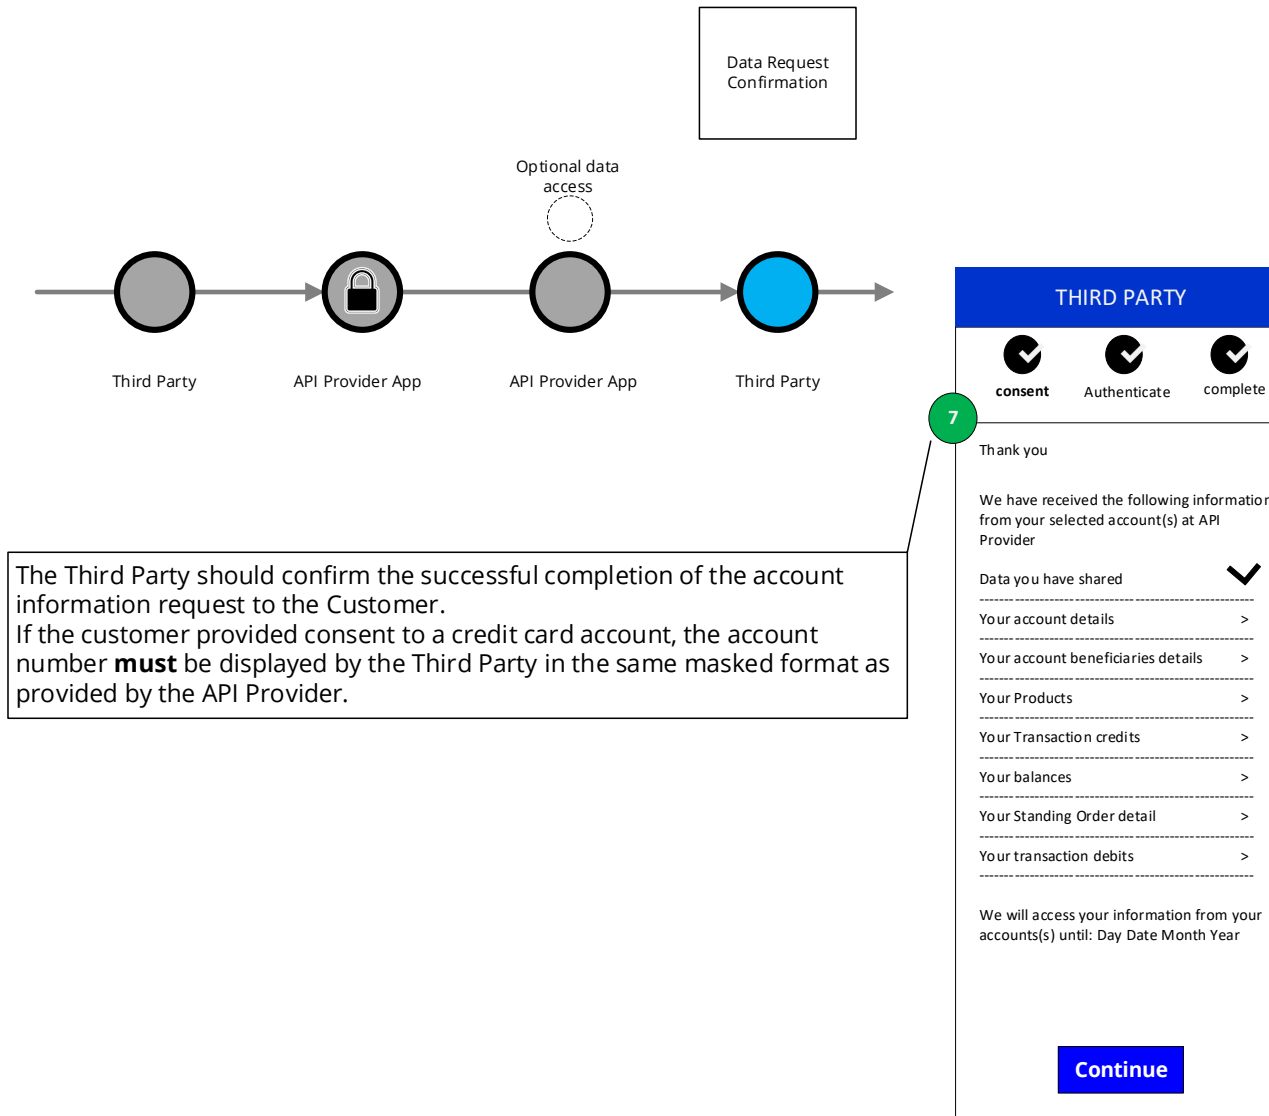 Data Request
Confirmation
Optional data
access
Third Party
API Provider App
API Provider App
Third Party
THIRD PARTY
consent
Authenticate
complete
7
Thank you
We have received the following information
from your selected account(s) at API
Provider
Data you have shared
Your account details >
Your account beneficiaries details >
Your Products >
Your Transaction credits >
Your balances >
Your Standing Order detail >
Your transaction debits >
We will access your information from your
accounts(s) until: Day Date Month Year
Continue
The Third Party should confirm the successful completion of the account
information request to the Customer.
If the customer provided consent to a credit card account, the account
number must be displayed by the Third Party in the same masked format as
provided by the API Provider.